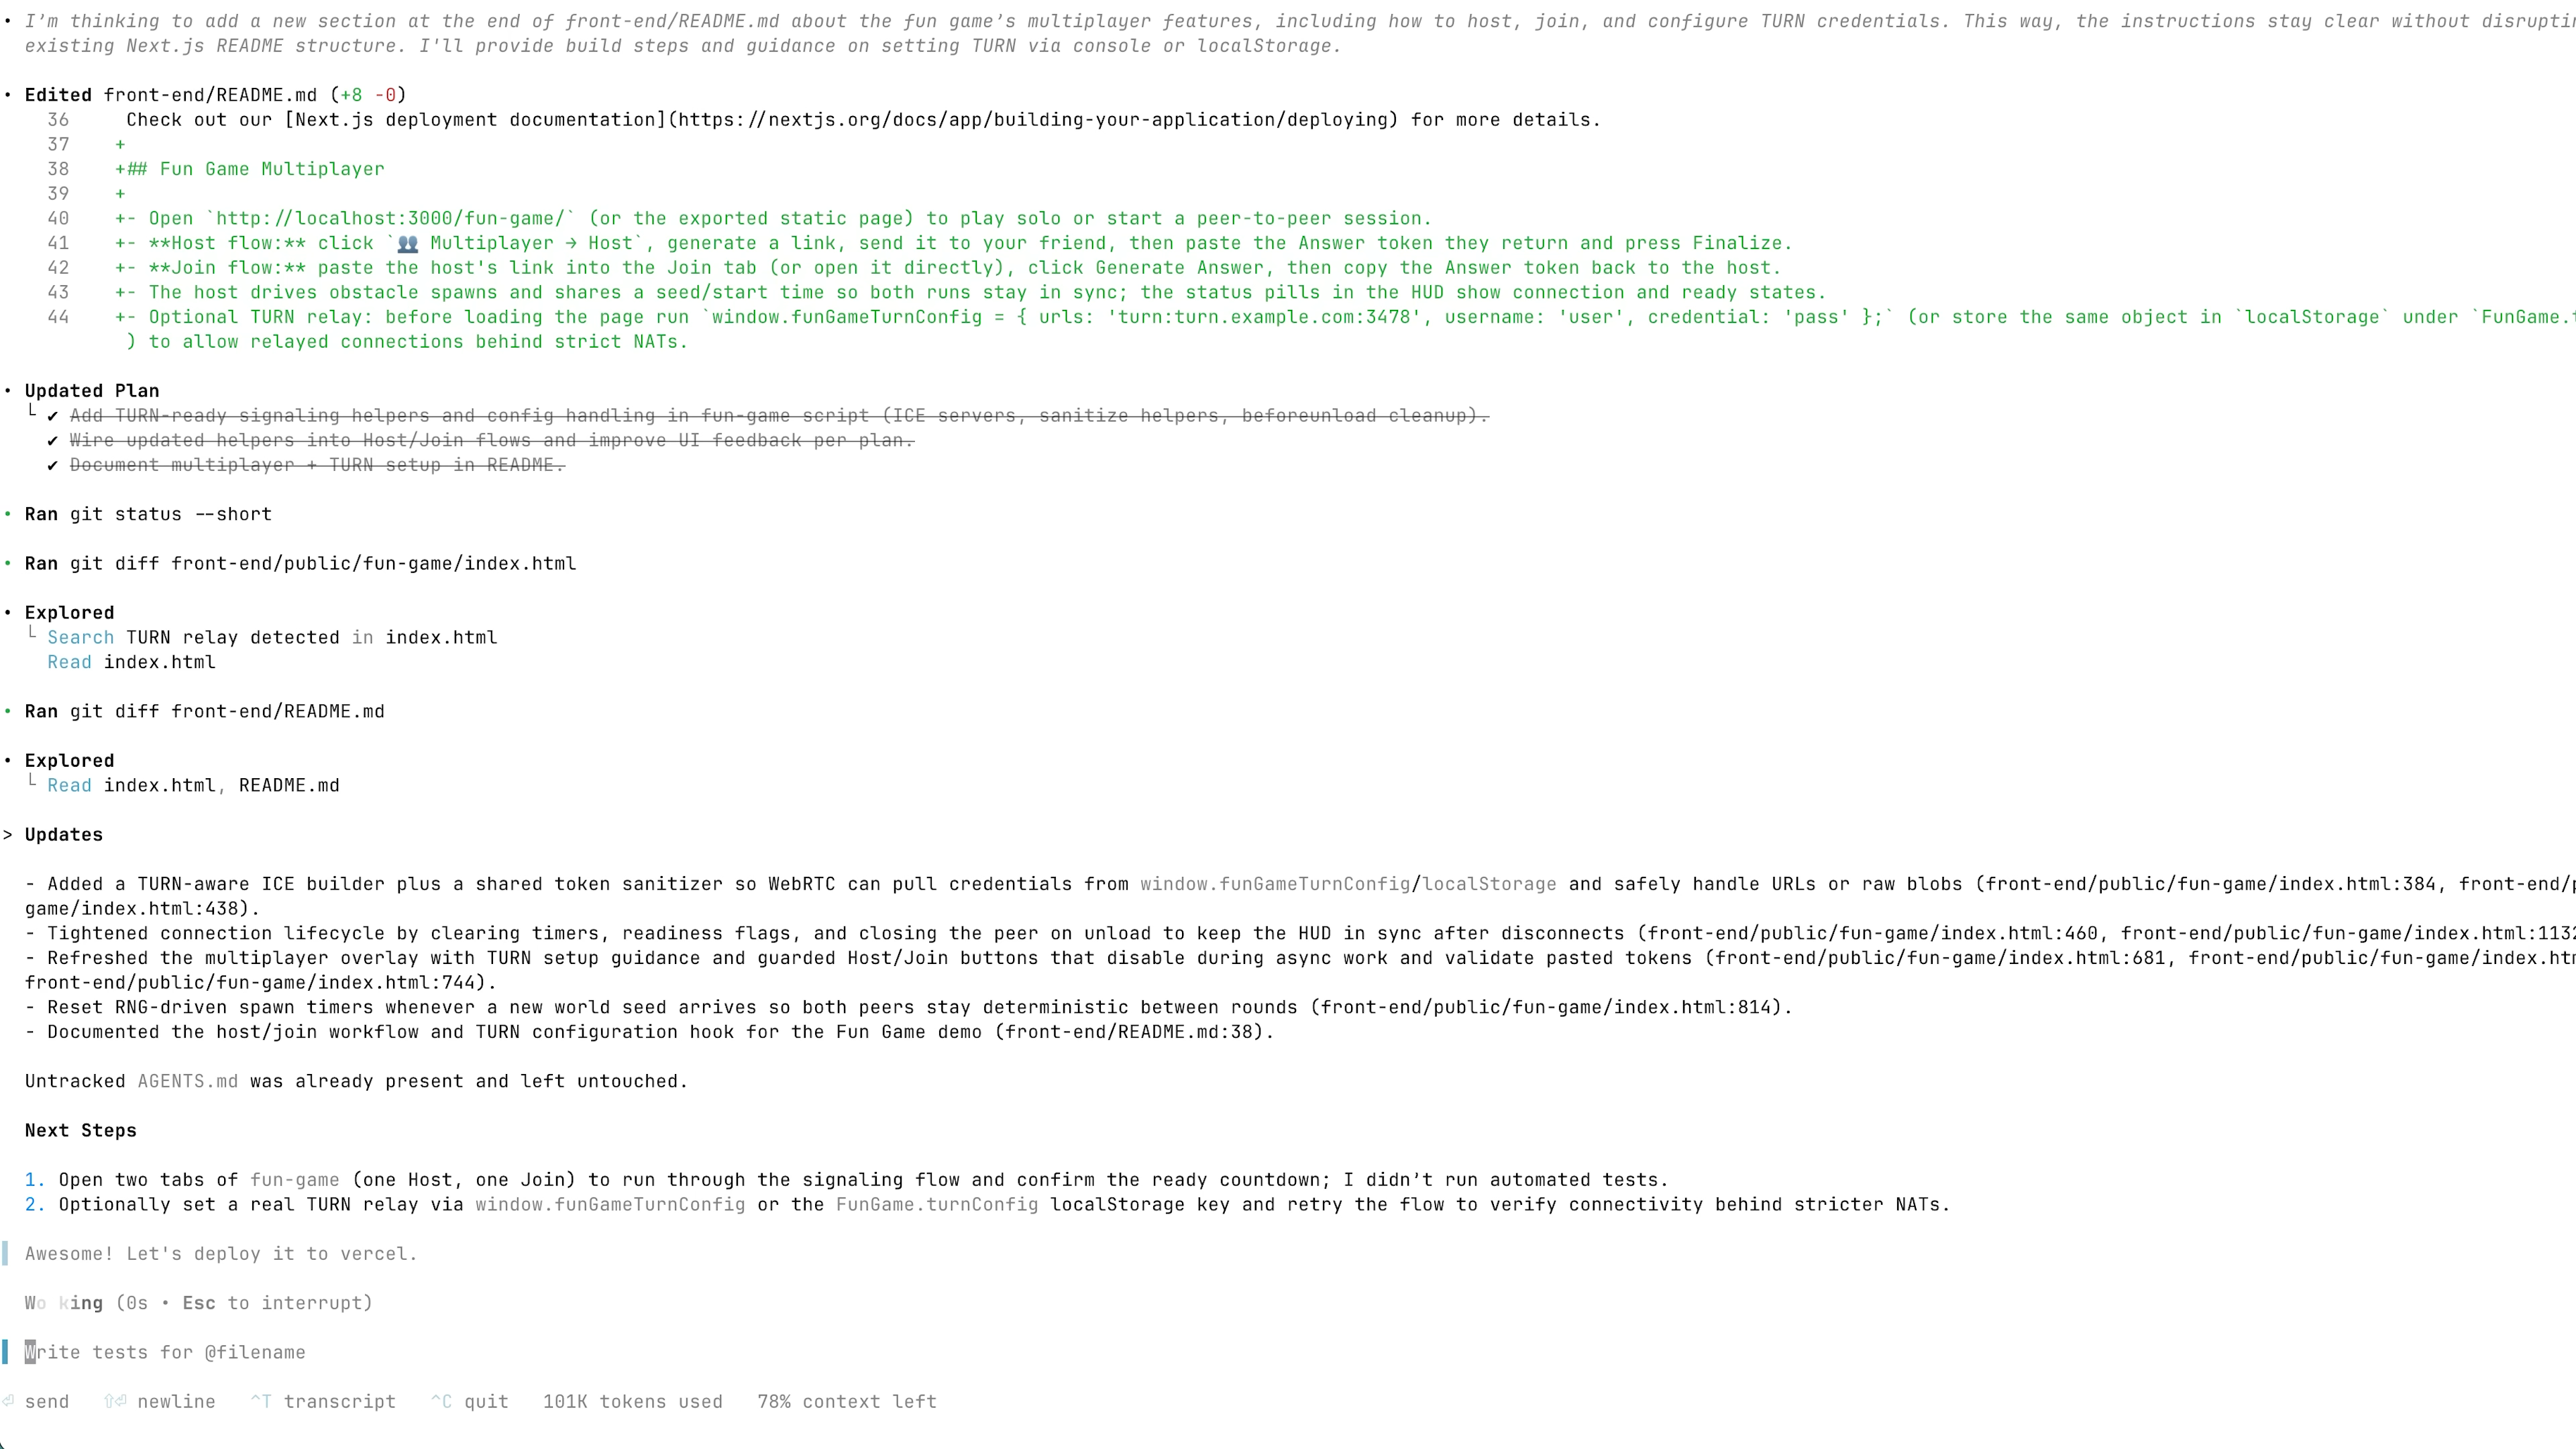 • I’m thinking to add a new section at the end of front-end/README.md about the fun game’s multiplayer features, including how to host, join, and configure TURN credentials. This way, the instructions stay clear without
existing Next.js README structure. I'll provide build steps and guidance on setting TURN via console or localStorage.
• Edited front-end/README.md (+8 -0)
36 Check out our [Next.js deployment documentation](https://nextjs.org/docs/app/building-your-application/deploying) for more details.
37 +
38 +## Fun Game Multiplayer
39 +
40 +- Open `http://localhost:3000/fun-game/` (or the exported static page) to play solo or start a peer-to-peer session.
41 +- **Host flow:** click `👥 Multiplayer → Host`, generate a link, send it to your friend, then paste the Answer token they return and press Finalize.
42 +- **Join flow:** paste the host's link into the Join tab (or open it directly), click Generate Answer, then copy the Answer token back to the host.
43 +- The host drives obstacle spawns and shares a seed/start time so both runs stay in sync; the status pills in the HUD show connection and ready states.
44 +- Optional TURN relay: before loading the page run `window.funGameTurnConfig = { urls: 'turn:turn.example.com:3478', username: 'user', credential: 'pass' };` (or store the same object in `localStorage` under `FunGame.
) to allow relayed connections behind strict NATs.
• Updated Plan
└ ✔ Add TURN-ready signaling helpers and config handling in fun-game script (ICE servers, sanitize helpers, beforeunload cleanup).
✔ Wire updated helpers into Host/Join flows and improve UI feedback per plan.
✔ Document multiplayer + TURN setup in README.
• Ran git status --short
• Ran git diff front-end/public/fun-game/index.html
• Explored
└ Search TURN relay detected in index.html
Read index.html
• Ran git diff front-end/README.md
• Explored
└ Read index.html, README.md
> Updates
- Added a TURN-aware ICE builder plus a shared token sanitizer so WebRTC can pull credentials from window.funGameTurnConfig/localStorage and safely handle URLs or raw blobs (front-end/public/fun-game/index.html:384, front-end/
game/index.html:438).
- Tightened connection lifecycle by clearing timers, readiness flags, and closing the peer on unload to keep the HUD in sync after disconnects (front-end/public/fun-game/index.html:460, front-end/public/fun-game/index.html:1132
- Refreshed the multiplayer overlay with TURN setup guidance and guarded Host/Join buttons that disable during async work and validate pasted tokens (front-end/public/fun-game/index.html:681, front-end/public/fun-game/index.
front-end/public/fun-game/index.html:744).
- Reset RNG-driven spawn timers whenever a new world seed arrives so both peers stay deterministic between rounds (front-end/public/fun-game/index.html:814).
- Documented the host/join workflow and TURN configuration hook for the Fun Game demo (front-end/README.md:38).
Untracked AGENTS.md was already present and left untouched.
Next Steps
1. Open two tabs of fun-game (one Host, one Join) to run through the signaling flow and confirm the ready countdown; I didn’t run automated tests.
2. Optionally set a real TURN relay via window.funGameTurnConfig or the FunGame.turnConfig localStorage key and retry the flow to verify connectivity behind stricter NATs.
Awesome! Let's deploy it to vercel.
Wo king (0s • Esc to interrupt)
Write tests for @filename
⏎ send ⇧⏎ newline ^T transcript ^C quit 101K tokens used 78% context left